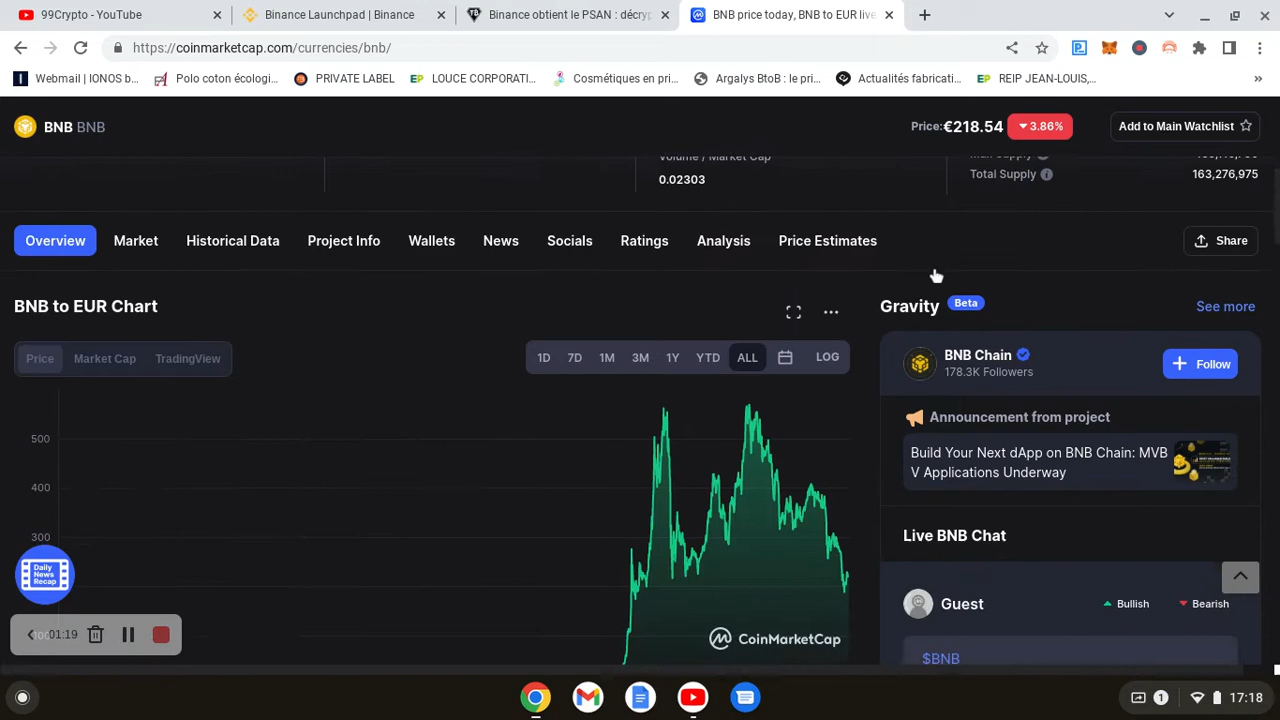 99Crypto - YouTube
Binance Launchpad | Binance
Binance obtient le PSAN : décryp
BNB price today, BNB to EUR live
https://coinmarketcap.com/currencies/bnb/
Webmail | IONOS b...
Polo coton écologi...
PRIVATE LABEL
LOUCE CORPORATI...
Cosmétiques en pri...
Argalys BtoB : le pri...
Actualités fabricati...
REIP JEAN-LOUIS,...
BNB BNB
Price: €218.54 3.86%
Add to Main Watchlist
Volume / Market Cap
0.02303
Max Supply
Total Supply 163,276,975
Overview Market Historical Data Project Info Wallets News Socials Ratings Analysis Price Estimates
Share
BNB to EUR Chart
Gravity Beta
See more
Price Market Cap TradingView
1D 7D 1M 3M 1Y YTD ALL LOG
BNB Chain
178.3K Followers
Follow
Announcement from project
Build Your Next dApp on BNB Chain: MVB
V Applications Underway
500
400
300
Live BNB Chat
Daily
News
Recap
Guest
Bullish
Bearish
01:19
CoinMarketCap
$BNB
1
17:18